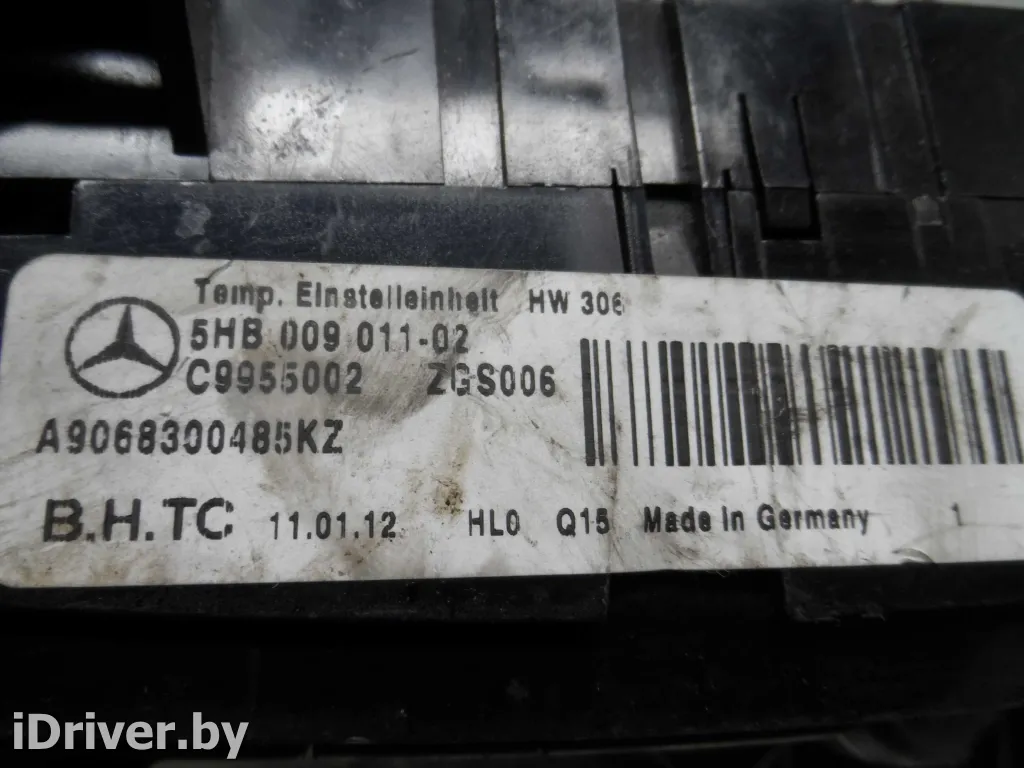 Temp. Einstelleinheit HW 306
5HB 009 011-02
C9955002 ZGS006
A9068300485KZ
B.H.TC 11.01.12 HL0 Q15 Made in Germany 1
iDriver.by